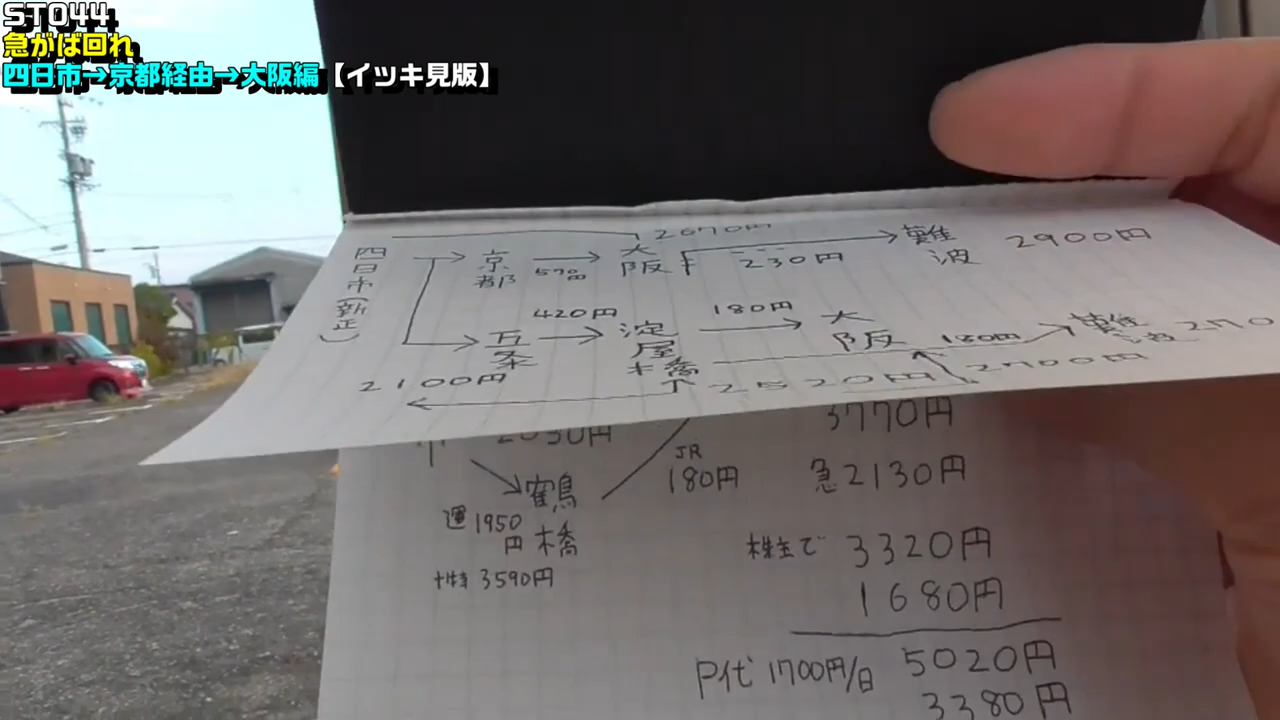 ST044
急がば回れ
四日市→京都経由→大阪編【イツキ見版】
2670円
四日市(新正)
京都
570円
大阪
230円
難波
2900円
五条
420円
淀屋橋
180円
大阪
180円
難波
2100円
2520円
2700円
3770円
鶴橋
JR
180円
急2130円
運1950円
特3590円
株主で 3320円
1680円
P代1700円/日 5020円
3380円